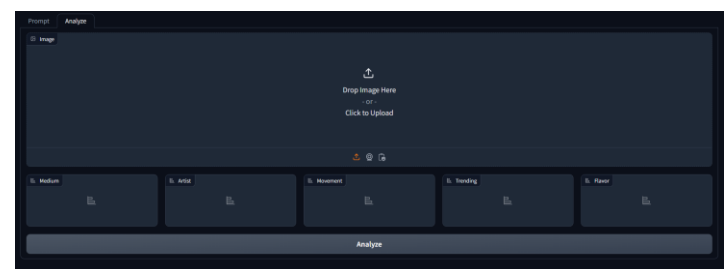 Prompt Analyze
Image
Drop Image Here
- or -
Click to Upload
Medium Artist Movement Trending Flavor
Analyze